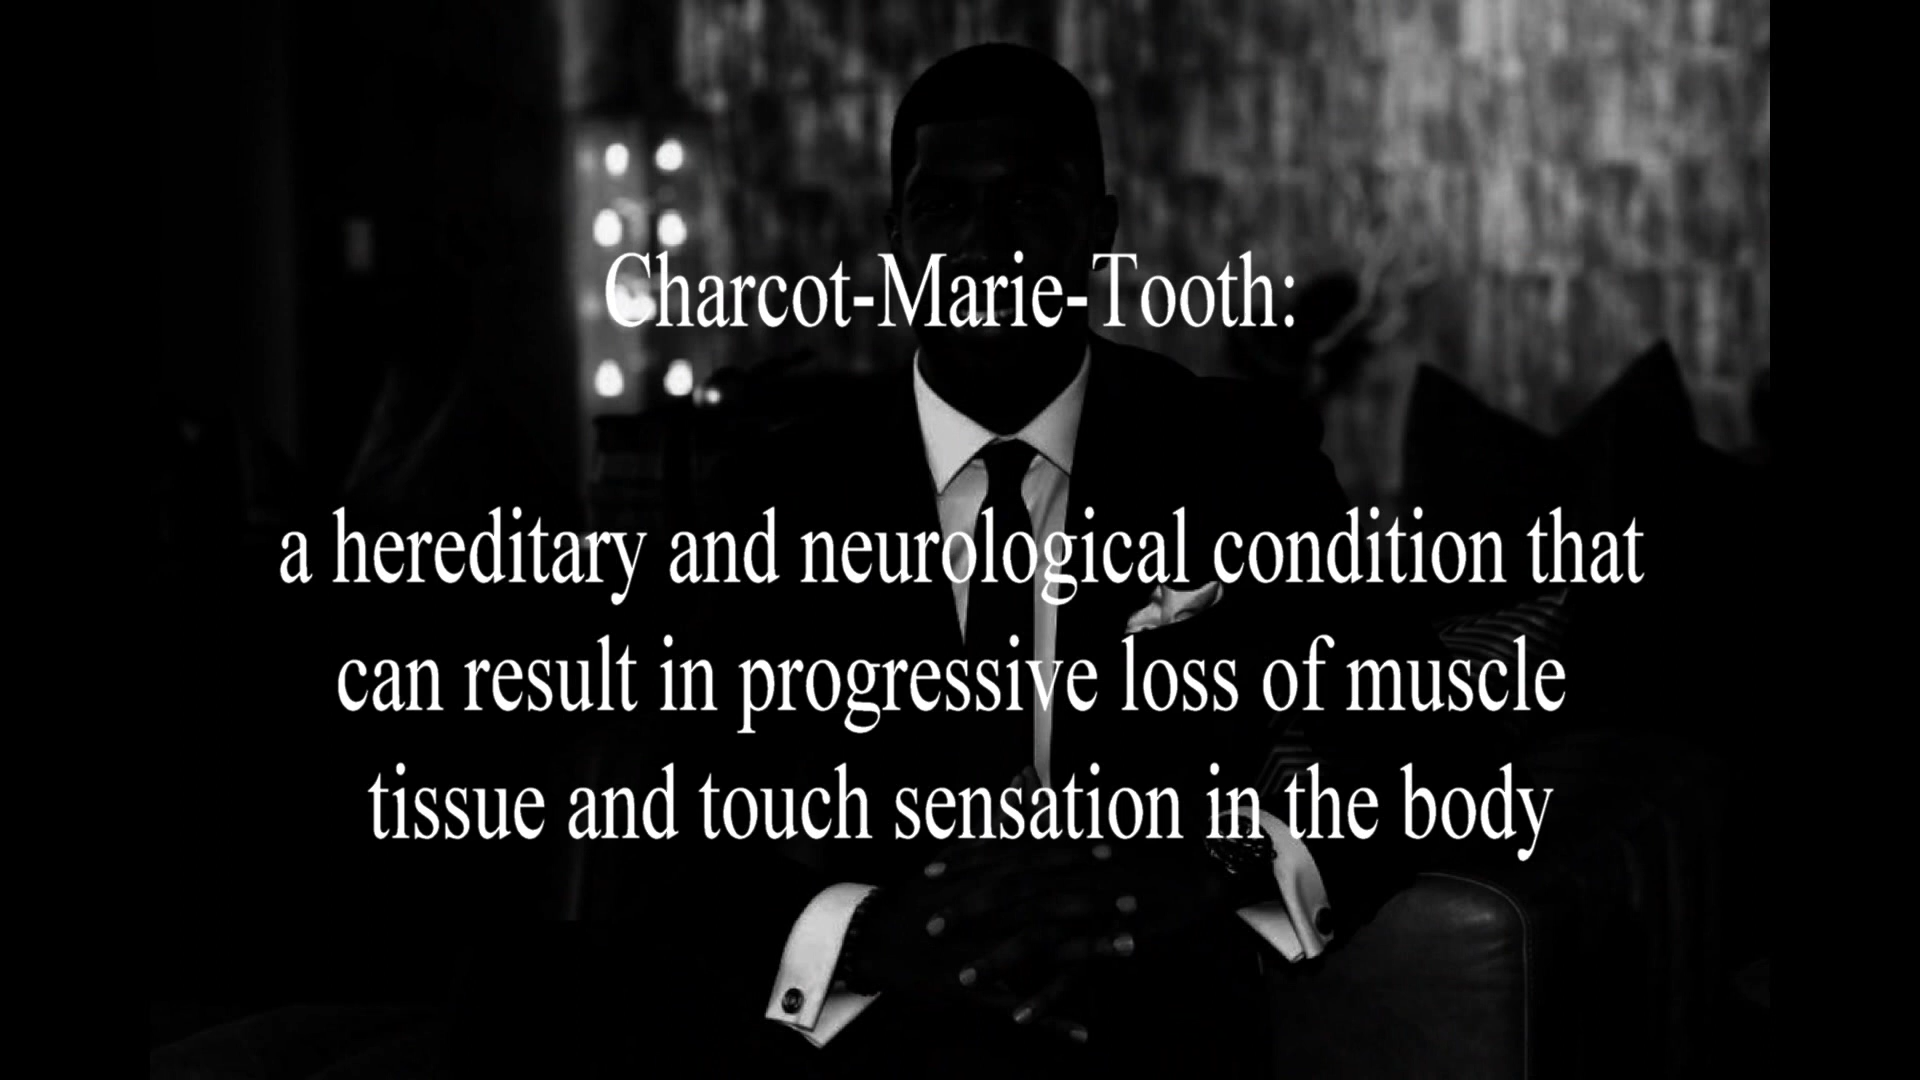 Charcot-Marie-Tooth:
a hereditary and neurological condition that
can result in progressive loss of muscle
tissue and touch sensation in the body